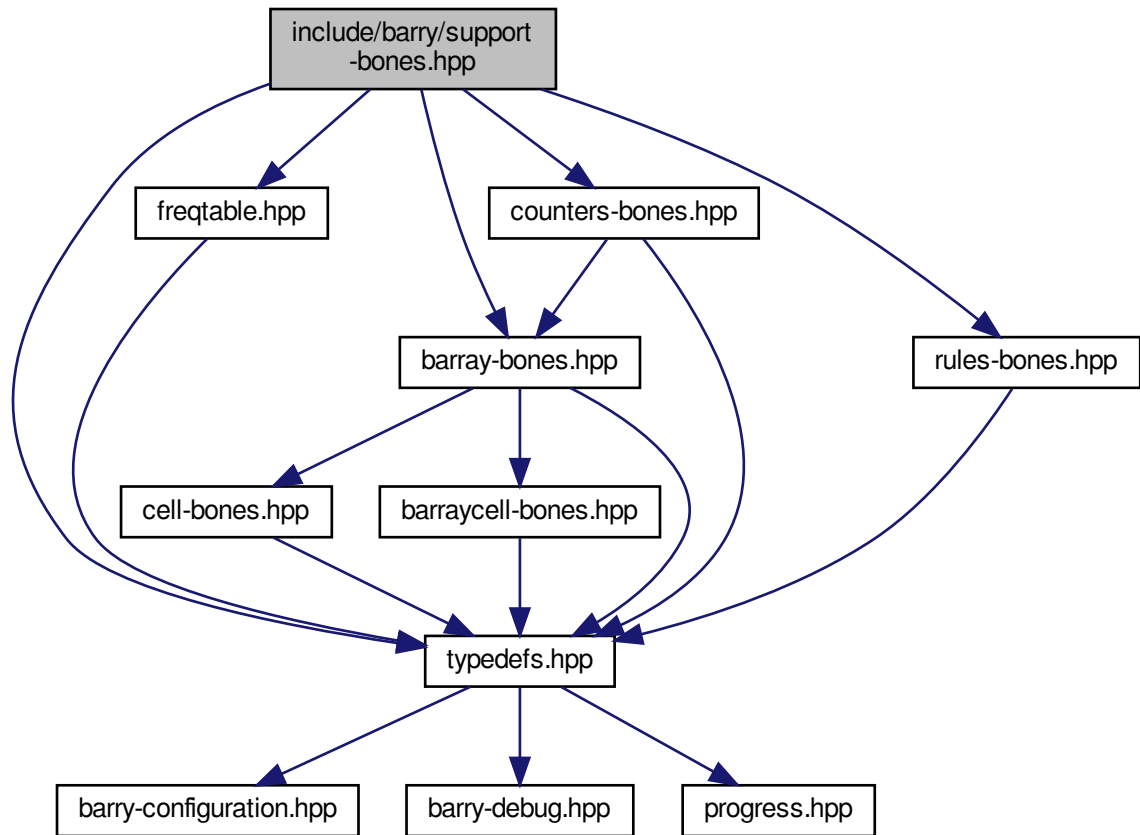 include/barry/support
-bones.hpp
freqtable.hpp
counters-bones.hpp
barray-bones.hpp
rules-bones.hpp
cell-bones.hpp
barraycell-bones.hpp
typedefs.hpp
barry-configuration.hpp
barry-debug.hpp
progress.hpp